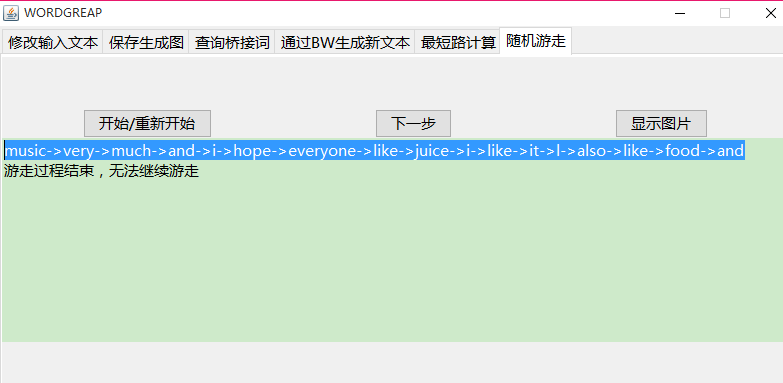 WORDGREAP
修改输入文本 保存生成图 查询桥接词 通过BW生成新文本 最短路计算 随机游走
开始/重新开始 下一步 显示图片
music->very->much->and->i->hope->everyone->like->juice->i->like->it->l->also->like->food->and
游走过程结束，无法继续游走